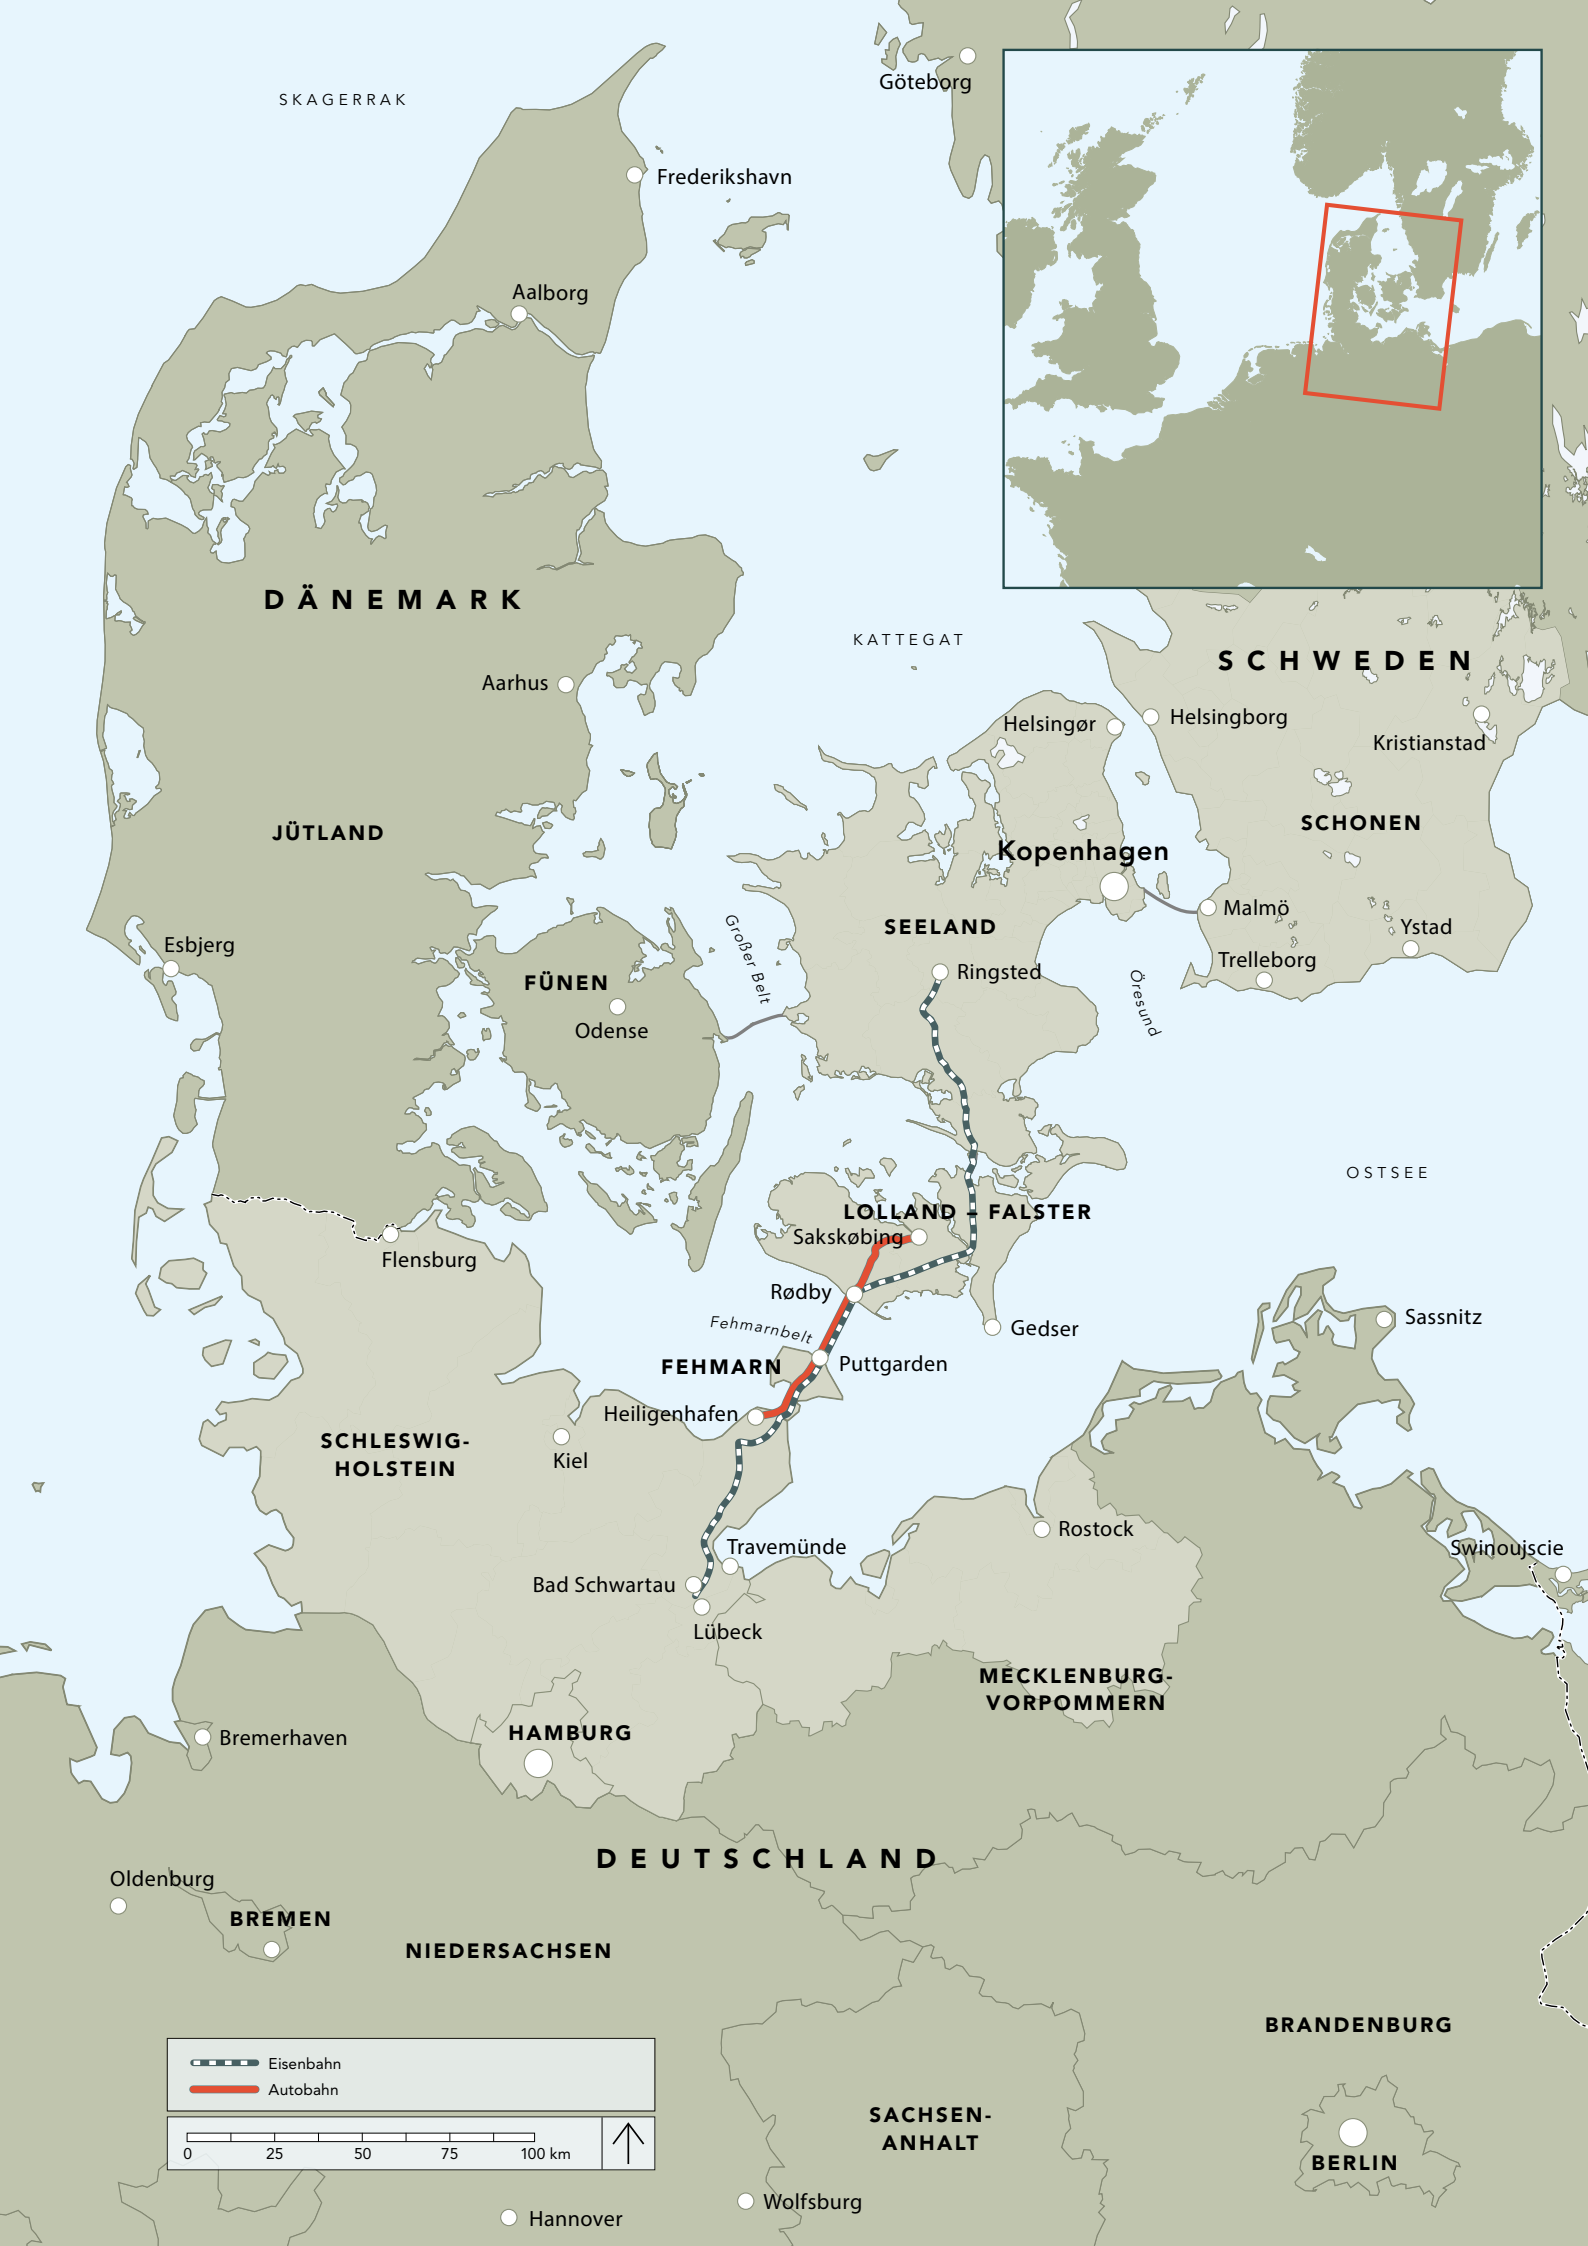 SKAGERRAK
Göteborg
Frederikshavn
Aalborg
DÄNEMARK
KATTEGAT
SCHWEDEN
Aarhus
Helsingør
Helsingborg
Kristianstad
JÜTLAND
SCHONEN
Kopenhagen
Malmö
SEELAND
Ystad
Esbjerg
Großer Belt
Trelleborg
Ringsted
FÜNEN
Öresund
Odense
OSTSEE
LOLLAND – FALSTER
Sakskøbing
Flensburg
Rødby
Sassnitz
Fehmarnbelt
Gedser
FEHMARN
Puttgarden
Heiligenhafen
SCHLESWIG-
HOLSTEIN
Kiel
Rostock
Travemünde
Swinoujscie
Bad Schwartau
Lübeck
MECKLENBURG-
VORPOMMERN
HAMBURG
Bremerhaven
DEUTSCHLAND
Oldenburg
BREMEN
NIEDERSACHSEN
BRANDENBURG
Eisenbahn
Autobahn
0 25 50 75 100 km
SACHSEN-
ANHALT
BERLIN
Wolfsburg
Hannover